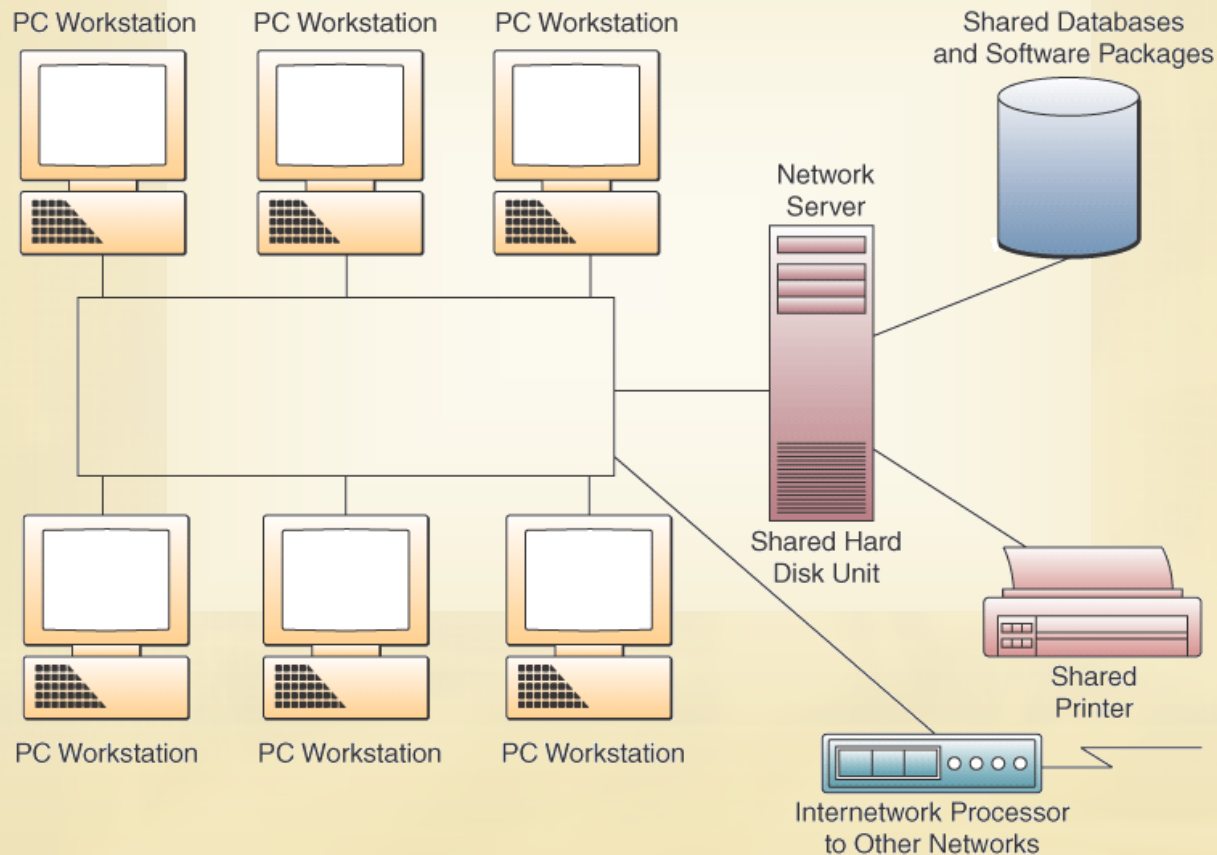 PC Workstation
PC Workstation
PC Workstation
Shared Databases
and Software Packages
Network
Server
Shared Hard
Disk Unit
Shared
Printer
PC Workstation
PC Workstation
PC Workstation
Internetwork Processor
to Other Networks